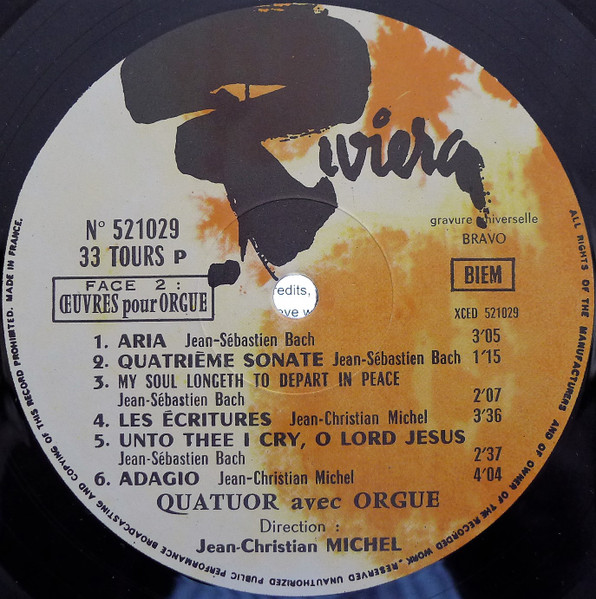 Riviera
gravure universelle
BRAVO
N° 521029
33 TOURS P
FACE 2 :
ŒUVRES pour ORGUE
BIEM
XCED 521029
edits,
ove w
1. ARIA Jean-Sébastien Bach 3'05
2. QUATRIÈME SONATE Jean-Sébastien Bach 1'15
3. MY SOUL LONGETH TO DEPART IN PEACE
Jean-Sébastien Bach 2'07
4. LES ÉCRITURES Jean-Christian Michel 3'36
5. UNTO THEE I CRY, O LORD JESUS
Jean-Sébastien Bach 2'37
6. ADAGIO Jean-Christian Michel 4'04
QUATUOR avec ORGUE
Direction :
Jean-Christian MICHEL
ALL RIGHTS OF THE MANUFACTURERS AND OF OWNER OF THE RECORDED WORK, RESERVED UNAUTHORIZED PUBLIC PERFORMANCE BROADCASTING AND COPYING OF THIS RECORD PROHIBITED. MADE IN FRANCE.